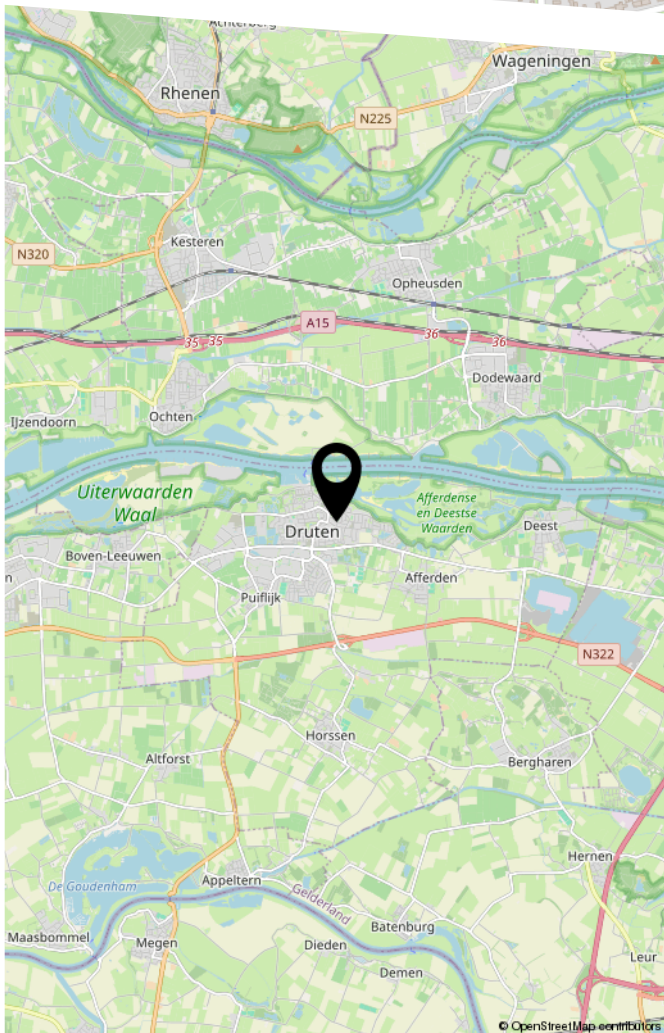 Achterberg
Wageningen
Rhenen
N225
Kesteren
N320
Opheusden
A15
35 35
36
36
Dodewaard
IJzendoorn
Ochten
Uiterwaarden
Waal
Afferdense
en Deestse
Waarden
Druten
Deest
Boven-Leeuwen
n
Afferden
Puiflijk
N322
Horssen
Altforst
Bergharen
Hernen
De Goudenham
Appeltern
Gelderland
Batenburg
Maasbommel
Megen
Dieden
Leur
Demen
© OpenStreetMap contributors